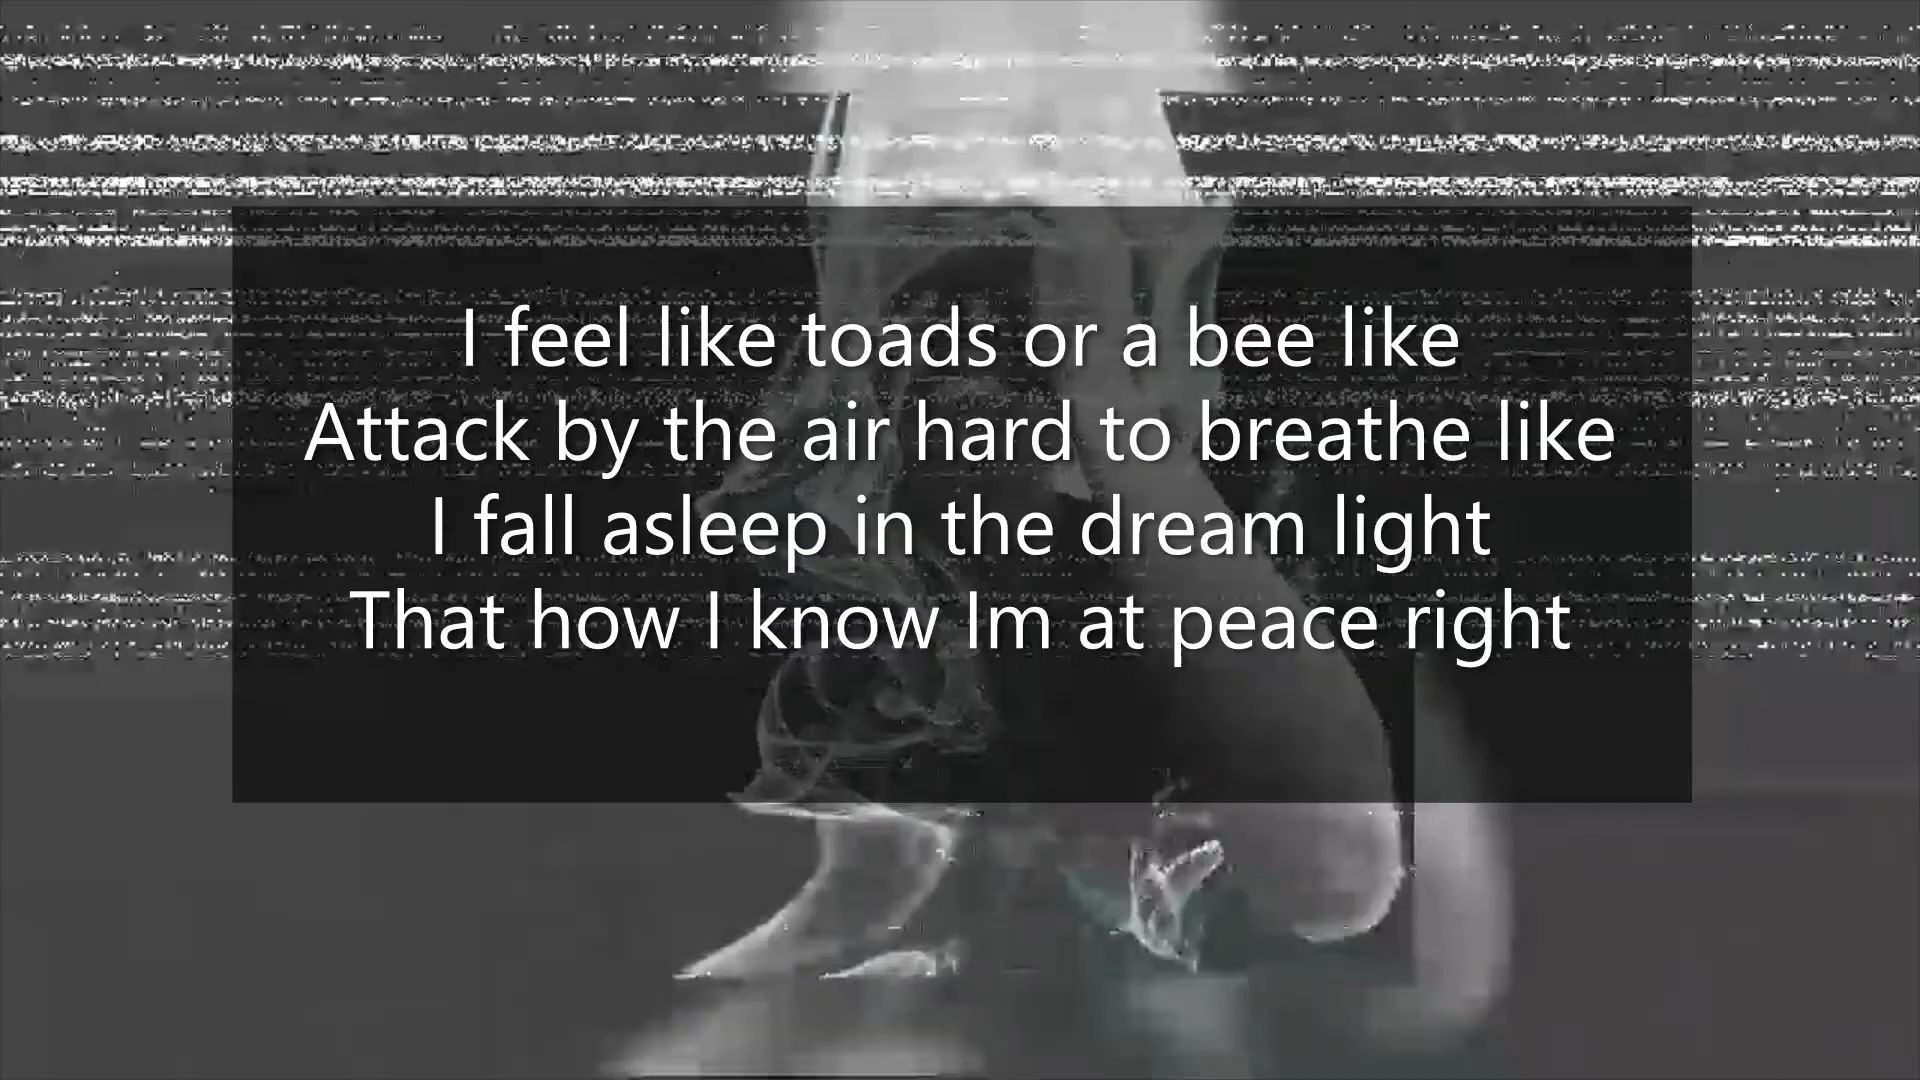 I feel like toads or a bee like
Attack by the air hard to breathe like
I fall asleep in the dream light
That how I know Im at peace right